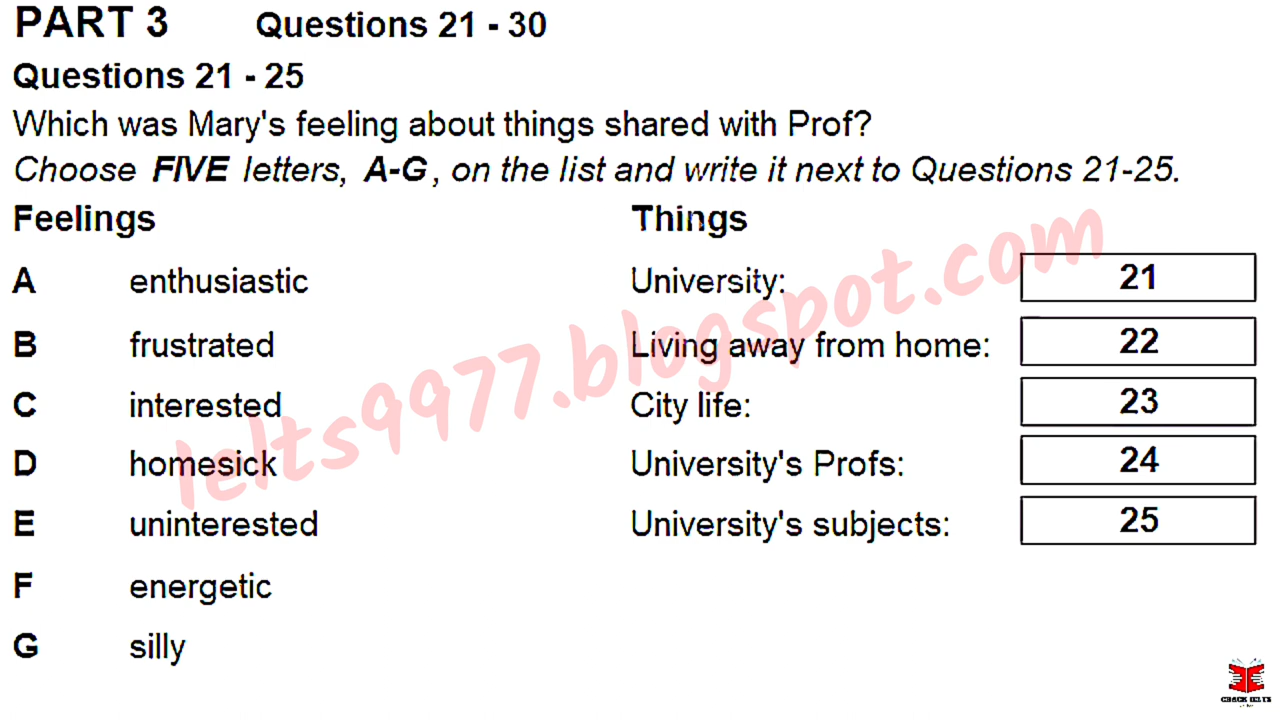 PART 3 Questions 21 - 30
Questions 21 - 25
Which was Mary's feeling about things shared with Prof?
Choose FIVE letters, A-G, on the list and write it next to Questions 21-25.
Feelings Things
A enthusiastic University: 21
B frustrated Living away from home: 22
C interested City life: 23
D homesick University's Profs: 24
E uninterested University's subjects: 25
F energetic
G silly
Ielts9977.blogspot.com
CRACK IELTS